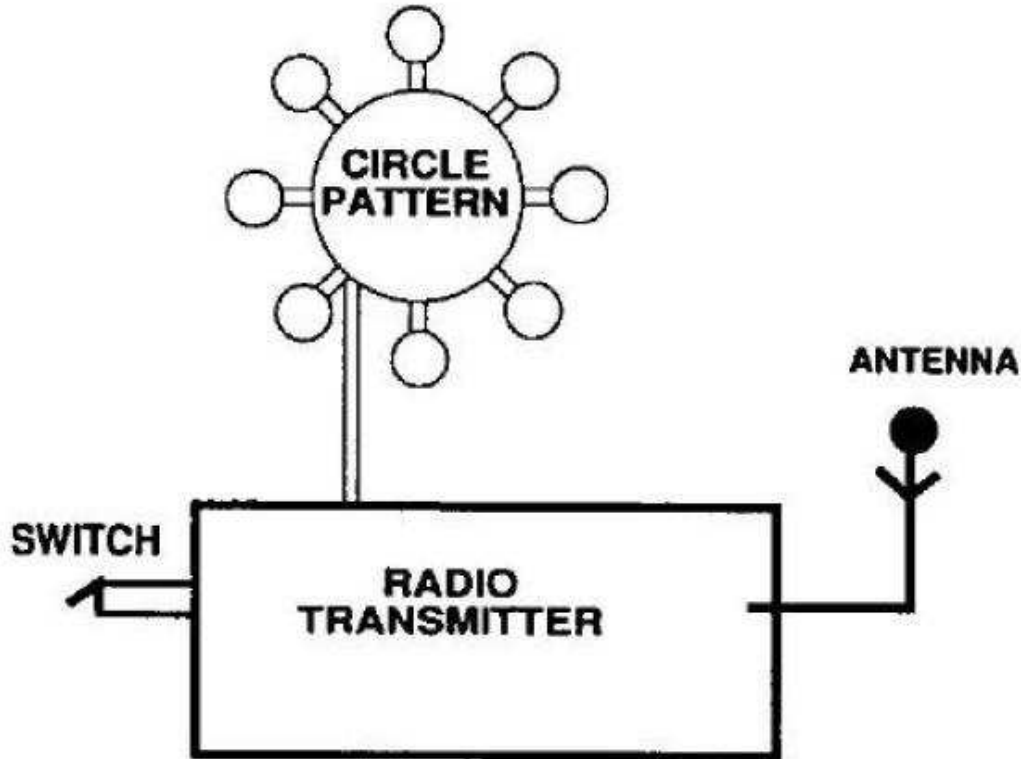 CIRCLE
PATTERN
ANTENNA
SWITCH
RADIO
TRANSMITTER